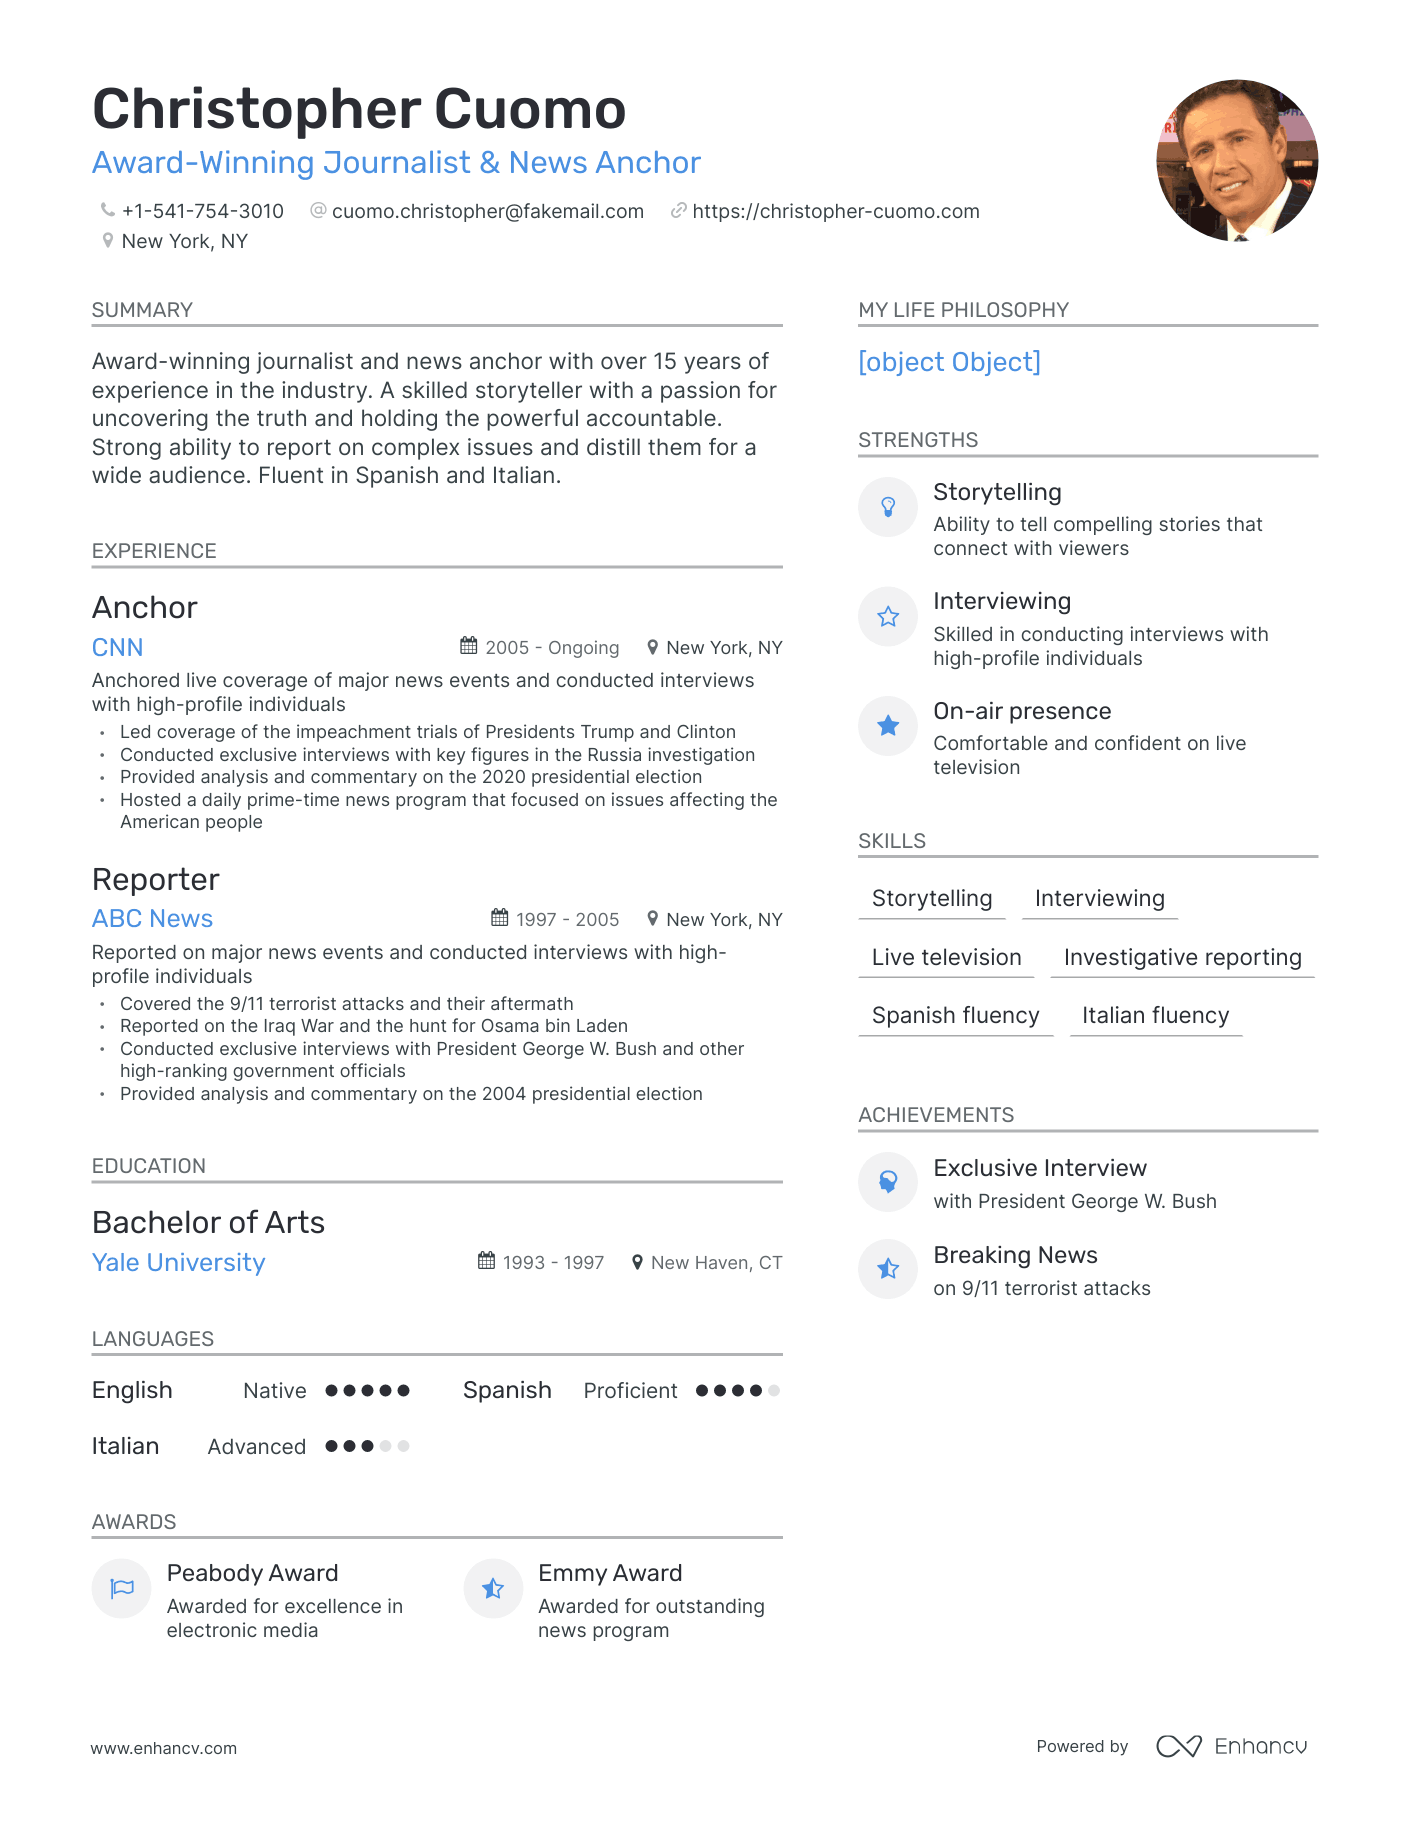 Christopher Cuomo
Award-Winning Journalist & News Anchor
+1-541-754-3010 @ cuomo.christopher@fakemail.com https://christopher-cuomo.com
New York, NY
SUMMARY
Award-winning journalist and news anchor with over 15 years of
experience in the industry. A skilled storyteller with a passion for
uncovering the truth and holding the powerful accountable.
Strong ability to report on complex issues and distill them for a
wide audience. Fluent in Spanish and Italian.
EXPERIENCE
Anchor
CNN 2005 - Ongoing New York, NY
Anchored live coverage of major news events and conducted interviews
with high-profile individuals
• Led coverage of the impeachment trials of Presidents Trump and Clinton
• Conducted exclusive interviews with key figures in the Russia investigation
• Provided analysis and commentary on the 2020 presidential election
• Hosted a daily prime-time news program that focused on issues affecting the
American people
Reporter
ABC News 1997 - 2005 New York, NY
Reported on major news events and conducted interviews with high-
profile individuals
• Covered the 9/11 terrorist attacks and their aftermath
• Reported on the Iraq War and the hunt for Osama bin Laden
• Conducted exclusive interviews with President George W. Bush and other
high-ranking government officials
• Provided analysis and commentary on the 2004 presidential election
EDUCATION
Bachelor of Arts
Yale University 1993 - 1997 New Haven, CT
LANGUAGES
English Native Spanish Proficient
Italian Advanced
AWARDS
Peabody Award
Awarded for excellence in
electronic media
Emmy Award
Awarded for outstanding
news program
MY LIFE PHILOSOPHY
[object Object]
STRENGTHS
Storytelling
Ability to tell compelling stories that
connect with viewers
Interviewing
Skilled in conducting interviews with
high-profile individuals
On-air presence
Comfortable and confident on live
television
SKILLS
Storytelling Interviewing
Live television Investigative reporting
Spanish fluency Italian fluency
ACHIEVEMENTS
Exclusive Interview
with President George W. Bush
Breaking News
on 9/11 terrorist attacks
www.enhancv.com Powered by Enhancv